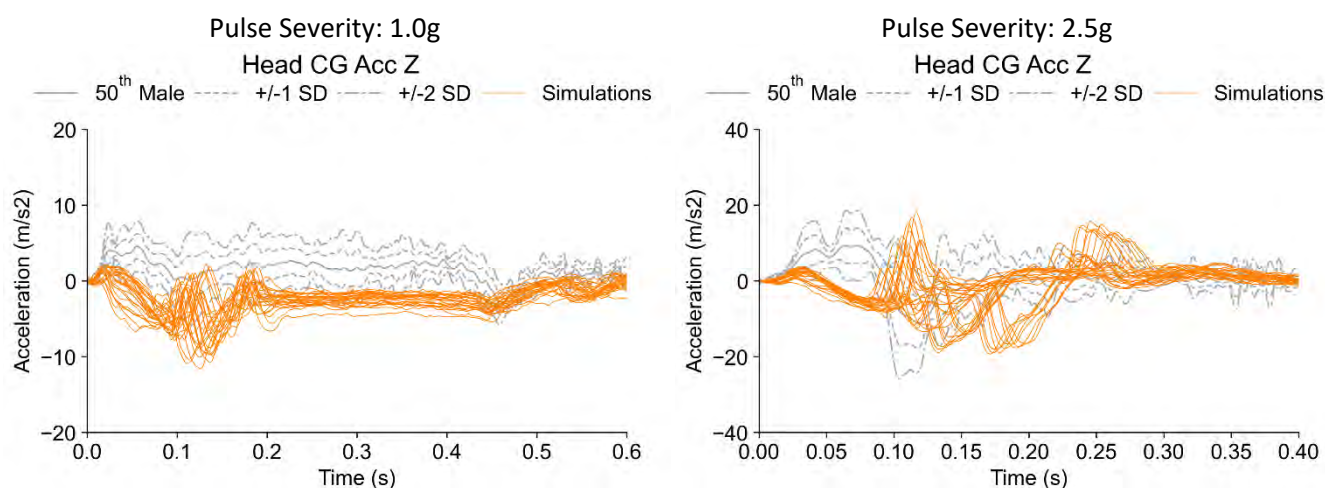 Pulse Severity: 1.0g
Head CG Acc Z
50th Male +/-1 SD +/-2 SD Simulations
20
10
0
−10
−20
Acceleration (m/s2)
0.0 0.1 0.2 0.3 0.4 0.5 0.6
Time (s)
Pulse Severity: 2.5g
Head CG Acc Z
50th Male +/-1 SD +/-2 SD Simulations
40
20
0
−20
−40
Acceleration (m/s2)
0.00 0.05 0.10 0.15 0.20 0.25 0.30 0.35 0.40
Time (s)